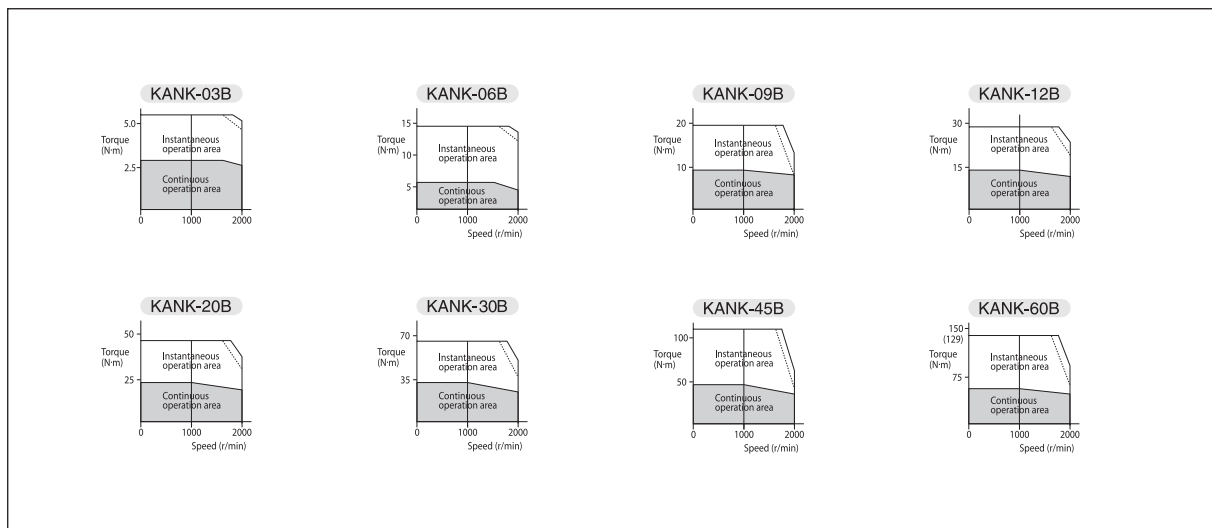 KANK-03B
5.0
Torque
(N·m)
2.5
Instantaneous
operation area
Continuous
operation area
0 1000 2000
Speed (r/min)
KANK-06B
15
Torque
(N·m)
10
5
Instantaneous
operation area
Continuous
operation area
0 1000 2000
Speed (r/min)
KANK-09B
20
Torque
(N·m)
10
Instantaneous
operation area
Continuous
operation area
0 1000 2000
Speed (r/min)
KANK-12B
30
Torque
(N·m)
15
Instantaneous
operation area
Continuous
operation area
0 1000 2000
Speed (r/min)
KANK-20B
50
Torque
(N·m)
25
Instantaneous
operation area
Continuous
operation area
0 1000 2000
Speed (r/min)
KANK-30B
70
Torque
(N·m)
35
Instantaneous
operation area
Continuous
operation area
0 1000 2000
Speed (r/min)
KANK-45B
100
Torque
(N·m)
50
Instantaneous
operation area
Continuous
operation area
0 1000 2000
Speed (r/min)
KANK-60B
150
(129)
Torque
(N·m)
75
Instantaneous
operation area
Continuous
operation area
0 1000 2000
Speed (r/min)